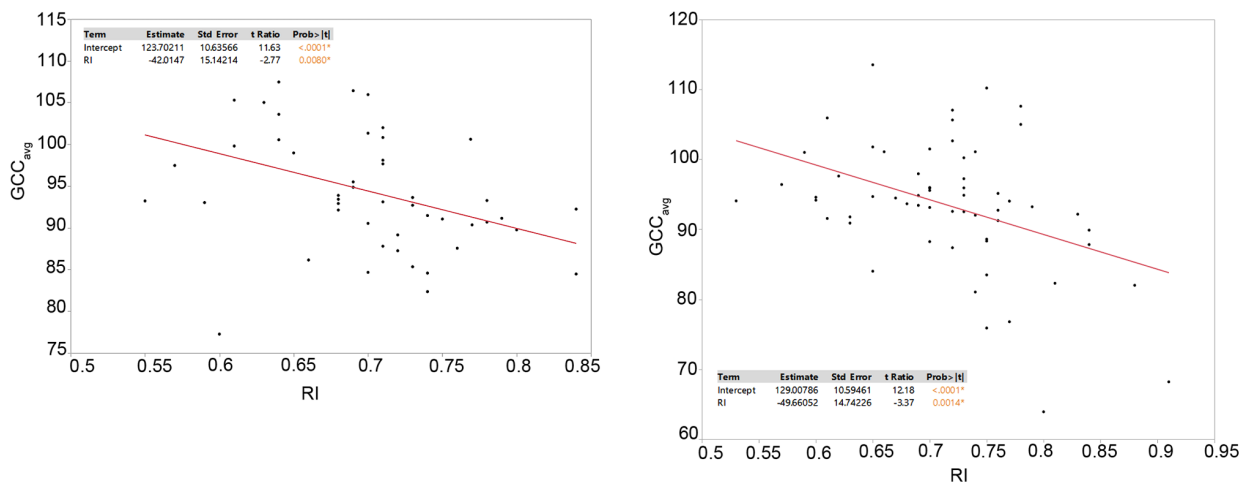 115
110
105
100
95
90
85
80
75
GCCavg
Term Estimate Std Error t Ratio Prob>|t|
Intercept 123.70211 10.63566 11.63 <.0001*
RI -42.0147 15.14214 -2.77 0.0080*
0.5 0.55 0.6 0.65 0.7 0.75 0.8 0.85
RI
120
110
100
90
80
70
60
GCCavg
Term Estimate Std Error t Ratio Prob>|t|
Intercept 129.00786 10.59461 12.18 <.0001*
RI -49.66052 14.74226 -3.37 0.0014*
0.5 0.55 0.6 0.65 0.7 0.75 0.8 0.85 0.9 0.95
RI